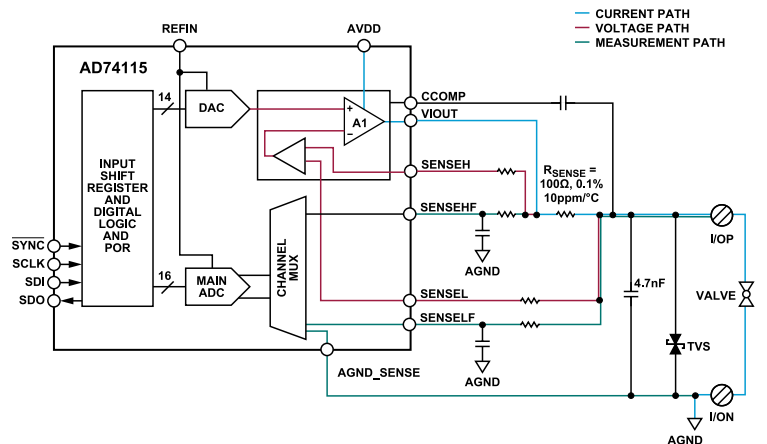 CURRENT PATH
VOLTAGE PATH
MEASUREMENT PATH
REFIN
AVDD
AD74115
14
DAC
+
A1
−
CCOMP
VIOUT
SENSEH
RSENSE =
100Ω, 0.1%
10ppm/°C
INPUT
SHIFT
REGISTER
AND
DIGITAL
LOGIC
AND
POR
SENSEHF
AGND
I/OP
SYNC
SCLK
SDI
SDO
16
MAIN
ADC
CHANNEL
MUX
SENSEL
SENSELF
AGND
4.7nF
VALVE
TVS
AGND_SENSE
I/ON
AGND